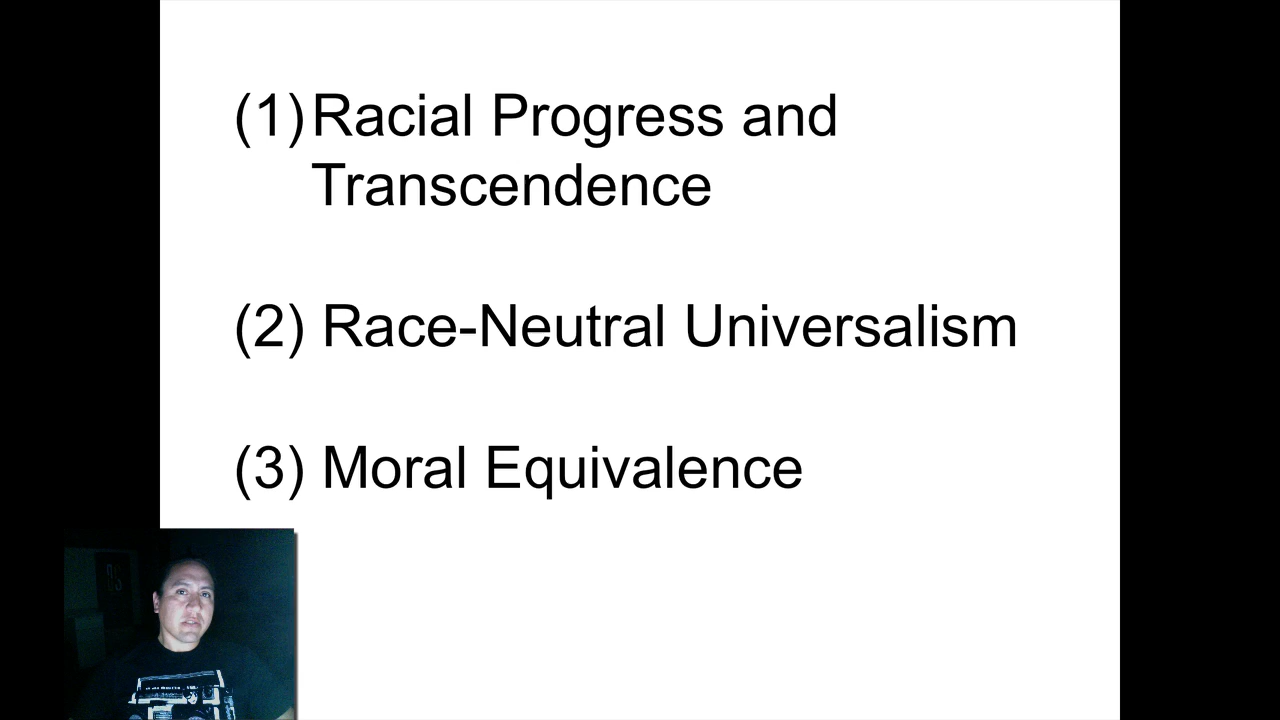 (1) Racial Progress and
Transcendence
(2) Race-Neutral Universalism
(3) Moral Equivalence